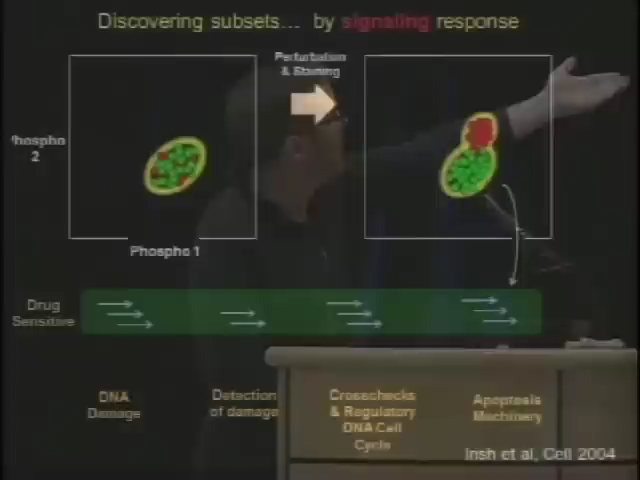 Discovering subsets... by signaling response
Perturbation
& Staining
Phospho
2
Phospho 1
Drug
Sensitive
DNA
Damage
Detection
of damage
Crosschecks
& Regulatory
DNA Cell
Cycle
Apoptosis
Machinery
Irish et al, Cell 2004